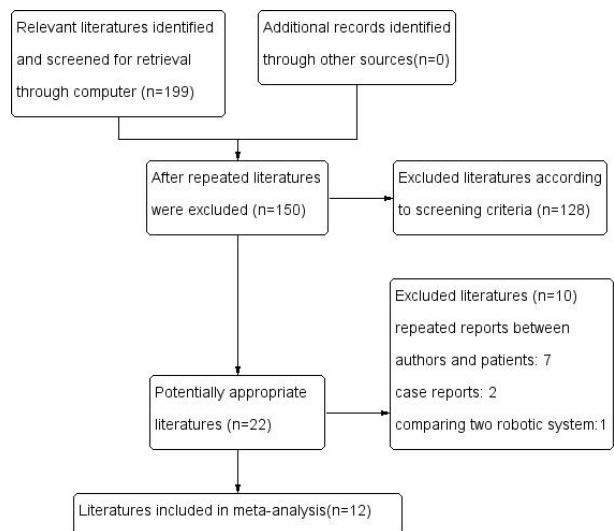 Relevant literatures identified
and screened for retrieval
through computer (n=199)
Additional records identified
through other sources(n=0)
After repeated literatures
were excluded (n=150)
Excluded literatures according
to screening criteria (n=128)
Excluded literatures (n=10)
repeated reports between
authors and patients: 7
case reports: 2
comparing two robotic system:1
Potentially appropriate
literatures (n=22)
Literatures included in meta-analysis(n=12)